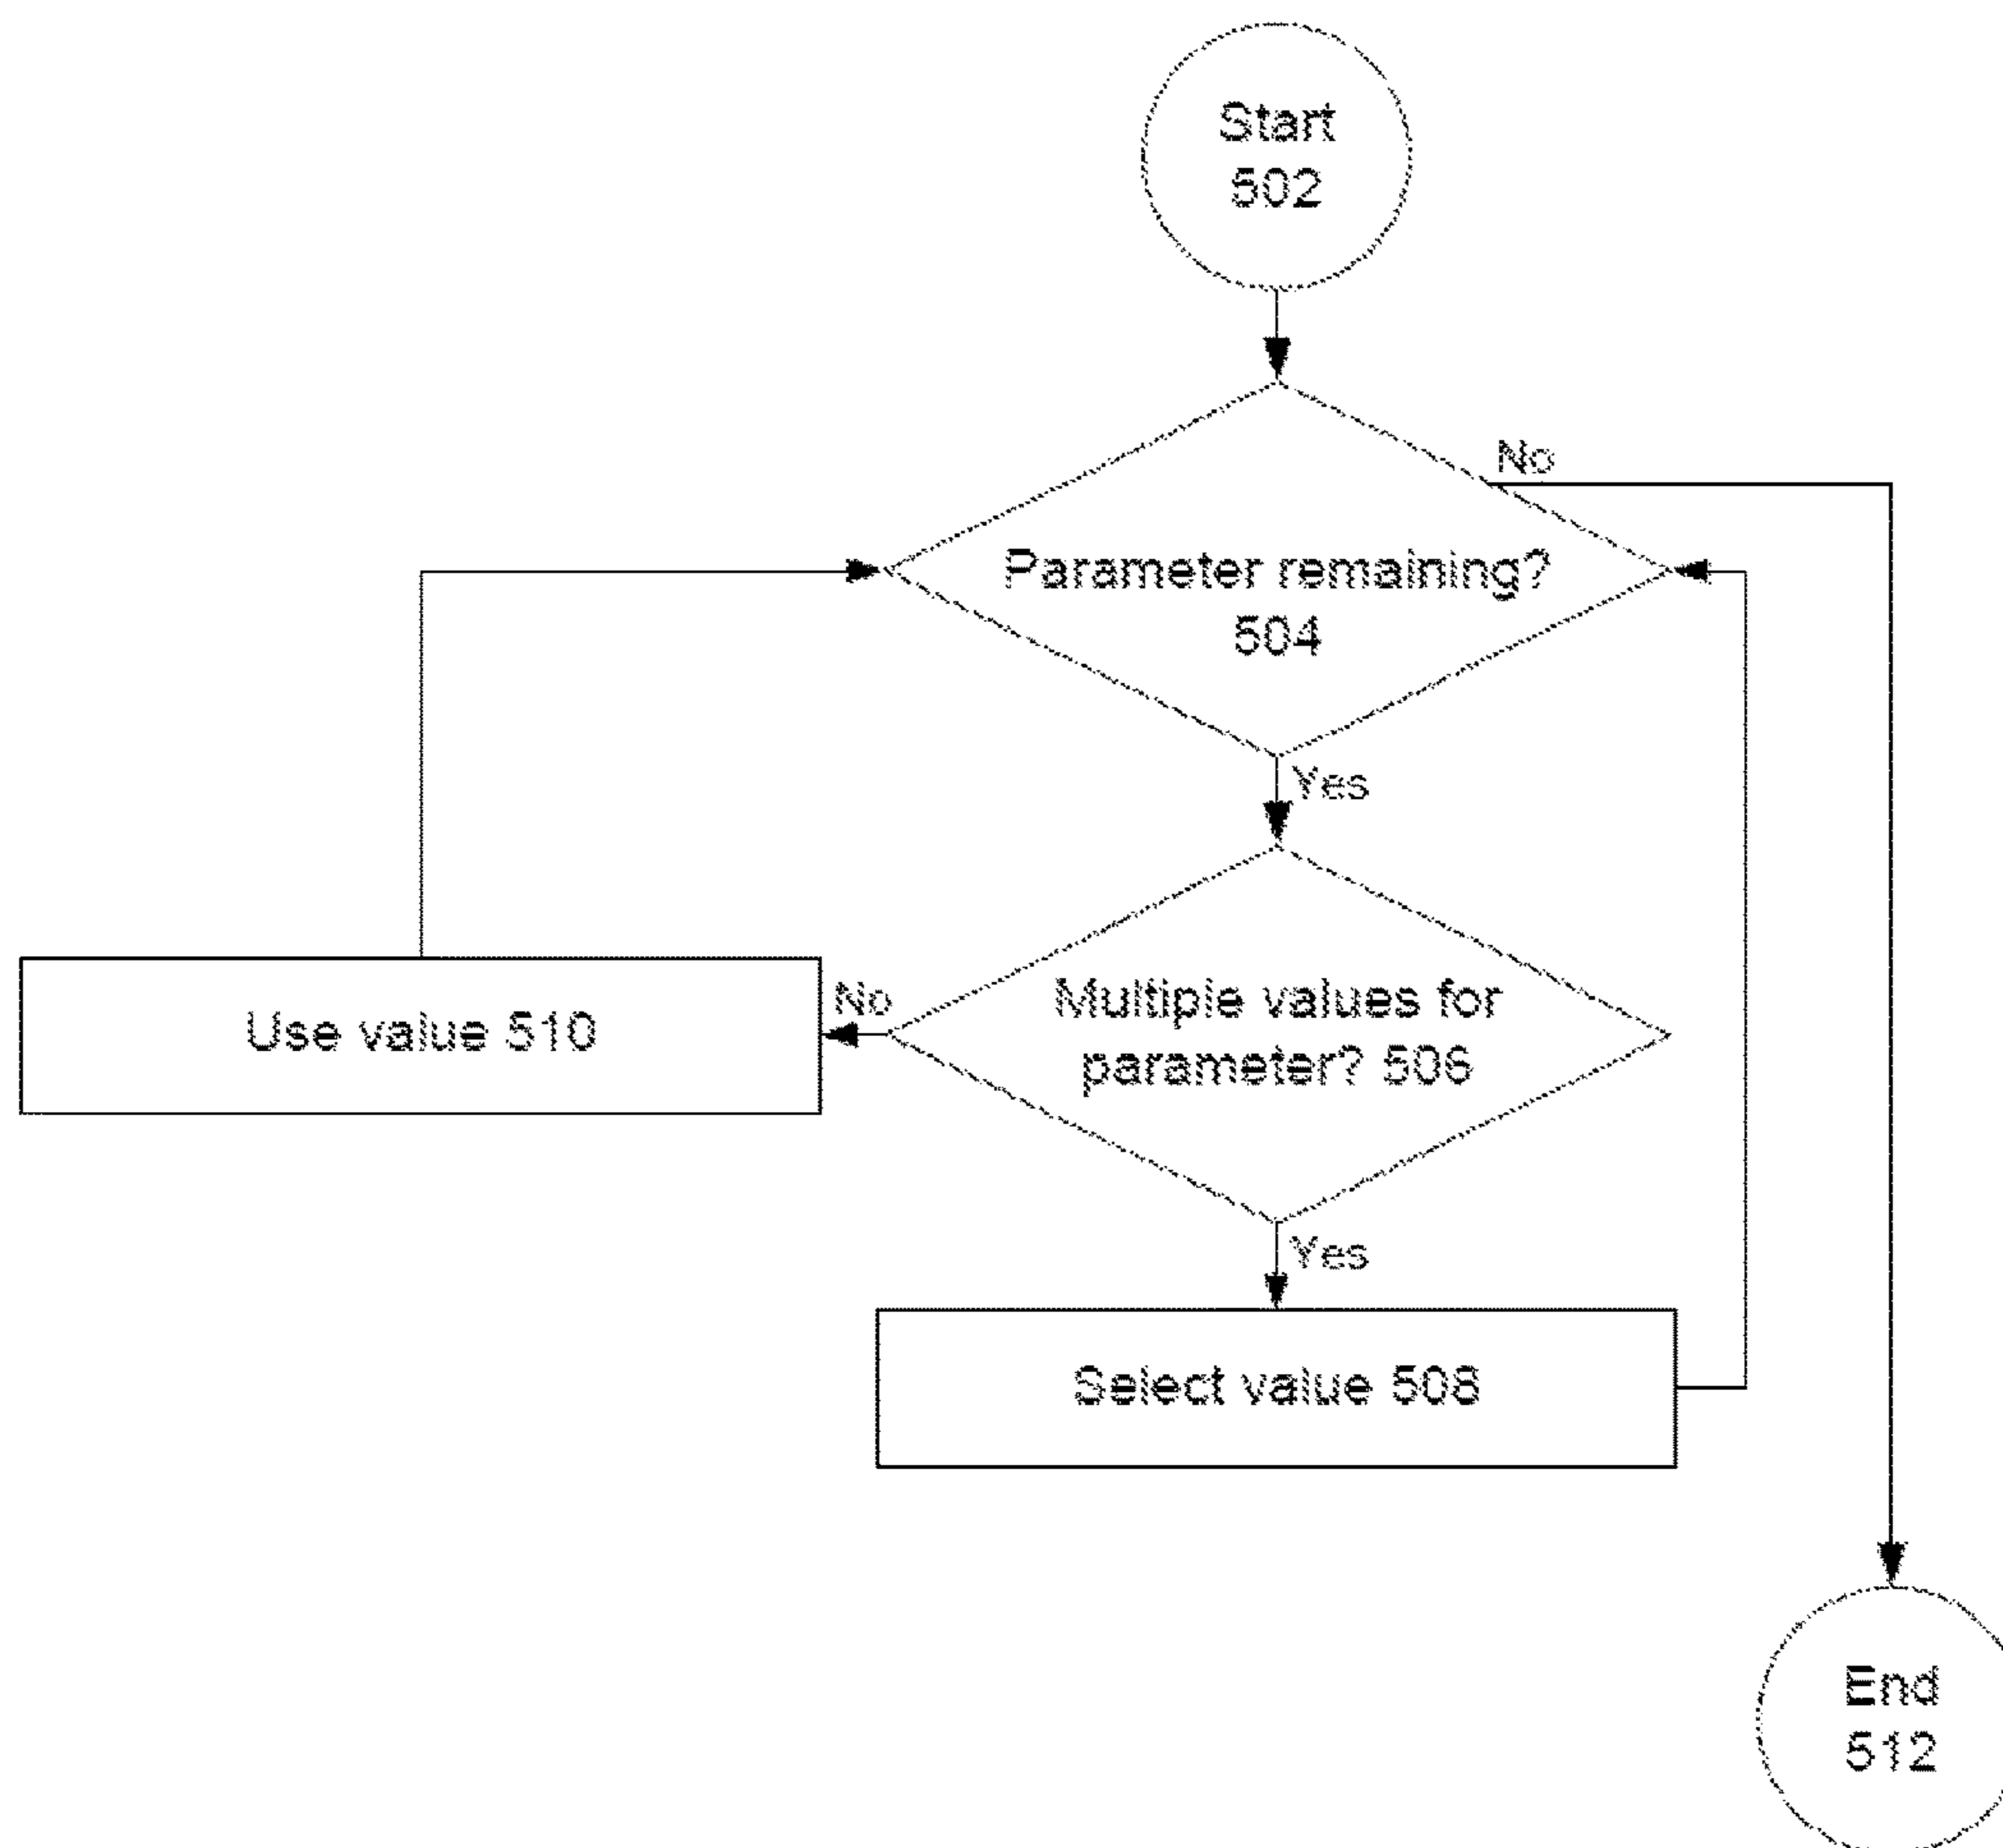 Start
502
No
Parameter remaining?
504
Yes
Multiple values for
parameter? 506
No
Use value 510
Yes
Select value 508
End
512